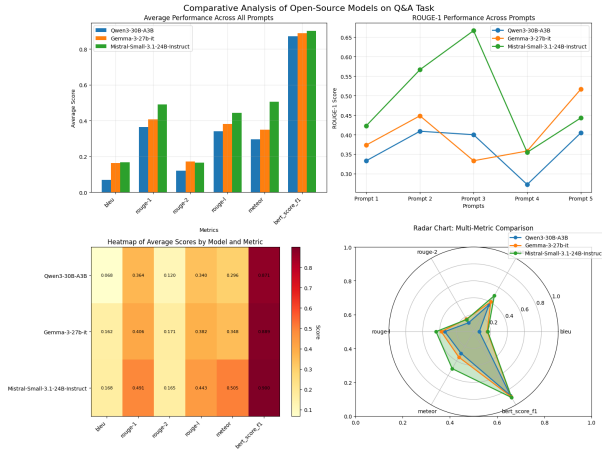 Comparative Analysis of Open-Source Models on Q&A Task
Average Performance Across All Prompts
Qwen3-30B-A3B
Gemma-3-27b-it
Mistral-Small-3.1-24B-Instruct
0.8
0.6
0.4
0.2
0.0
Average Score
bleu
rouge-1
rouge-2
rouge-l
meteor
bert_score_f1
Metrics
ROUGE-1 Performance Across Prompts
Qwen3-30B-A3B
Gemma-3-27b-it
Mistral-Small-3.1-24B-Instruct
0.65
0.60
0.55
0.50
0.45
0.40
0.35
0.30
ROUGE-1 Score
Prompt 1
Prompt 2
Prompt 3
Prompt 4
Prompt 5
Prompts
Heatmap of Average Scores by Model and Metric
Qwen3-30B-A3B
0.068 0.364 0.120 0.340 0.296
Gemma-3-27b-it
0.162 0.406 0.171 0.382 0.348
Mistral-Small-3.1-24B-Instruct
0.168 0.491 0.165 0.443 0.505
bleu
rouge-1
rouge-2
rouge-l
meteor
bert_score_f1
0.8
0.7
0.6
0.5
0.4
0.3
0.2
0.1
Score
Radar Chart: Multi-Metric Comparison
Qwen3-30B-A3B
Gemma-3-27b-it
Mistral-Small-3.1-24B-Instruc
1.0
0.8
0.6
0.4
0.2
0.0
0.0
0.2
0.4
0.6
0.8
1.0
rouge-2
bleu
meteor
bert_score_f1
0.2
0.4
0.6
0.8
1.0